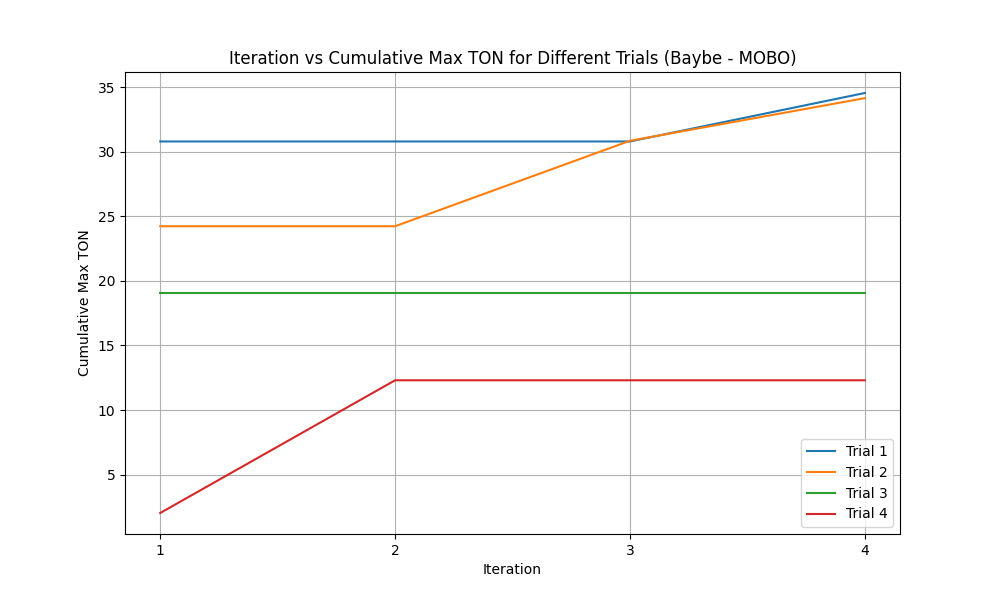 Iteration vs Cumulative Max TON for Different Trials (Baybe - MOBO)
Cumulative Max TON
35
30
25
20
15
10
5
1
2
3
4
Iteration
Trial 1
Trial 2
Trial 3
Trial 4